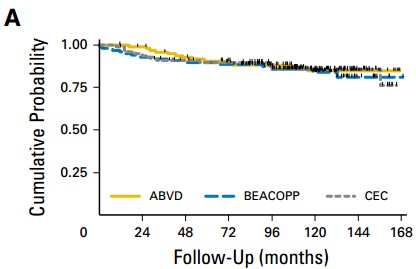 A
Cumulative Probability
1.00
0.75
0.50
0.25
ABVD BEACOPP CEC
0 24 48 72 96 120 144 168
Follow-Up (months)